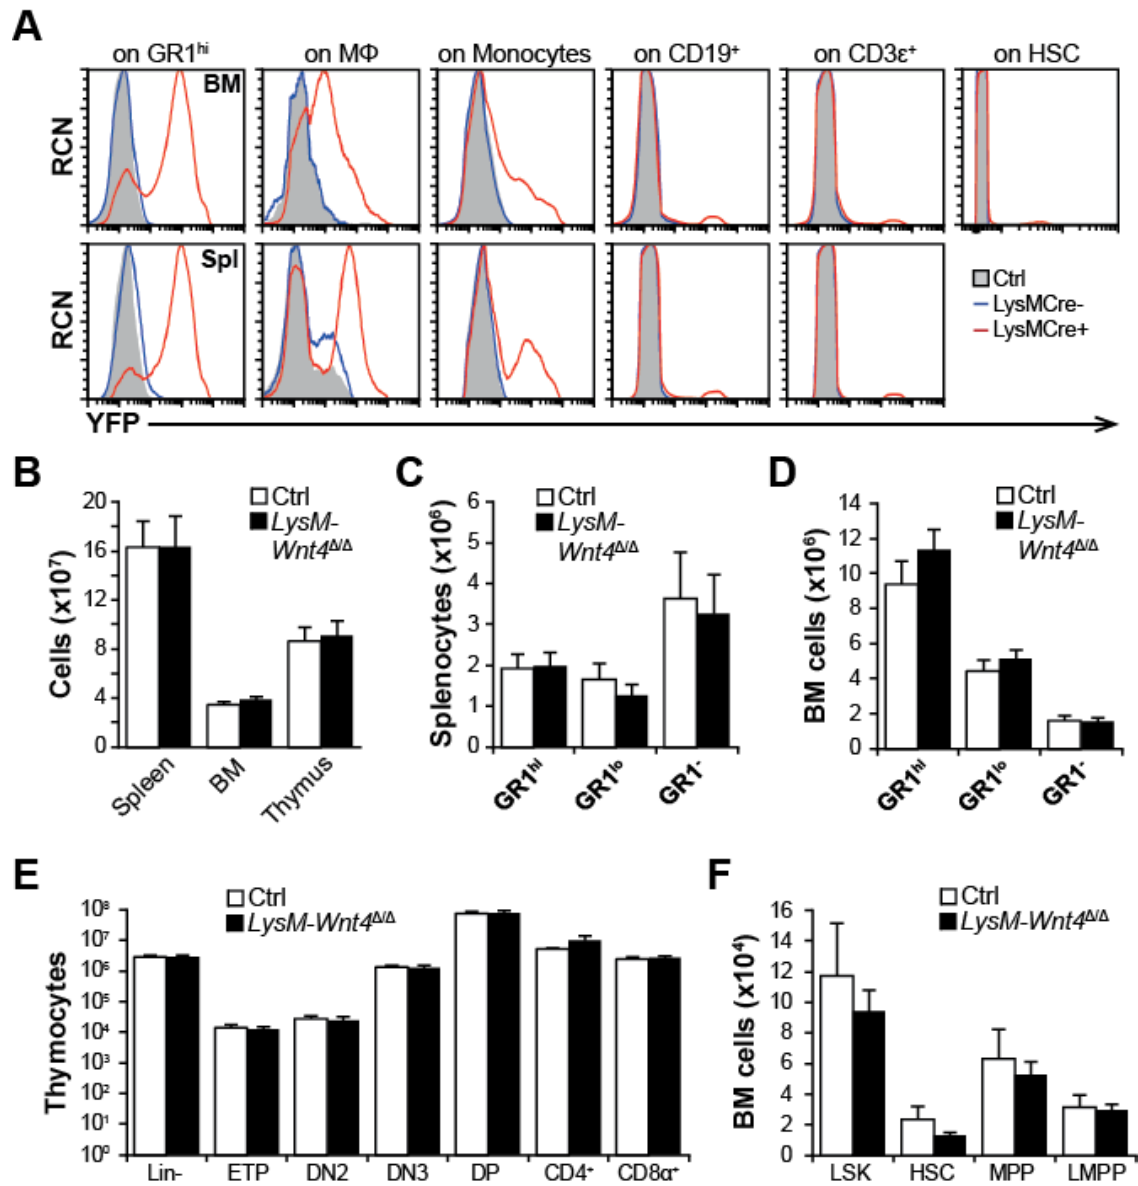 A
on GR1ʰⁱ on MΦ on Monocytes on CD19⁺ on CD3ε⁺ on HSC
BM
RCN
Spl
RCN
Ctrl
LysMCre-
LysMCre+
YFP
B
Ctrl
LysM-
Wnt4Δ/Δ
Cells (x10⁷)
20
16
12
8
4
0
Spleen BM Thymus
C
Ctrl
LysM-
Wnt4Δ/Δ
Splenocytes (x10⁶)
6
5
4
3
2
1
0
GR1ʰⁱ GR1ˡᵒ GR1⁻
D
Ctrl
LysM-
Wnt4Δ/Δ
BM cells (x10⁶)
14
12
10
8
6
4
2
0
GR1ʰⁱ GR1ˡᵒ GR1⁻
E
Ctrl
LysM-Wnt4Δ/Δ
Thymocytes
10⁸
10⁷
10⁶
10⁵
10⁴
10³
10²
10¹
10⁰
Lin- ETP DN2 DN3 DP CD4⁺ CD8α⁺
F
Ctrl
LysM-Wnt4Δ/Δ
BM cells (x10⁴)
16
14
12
10
8
6
4
2
0
LSK HSC MPP LMPP